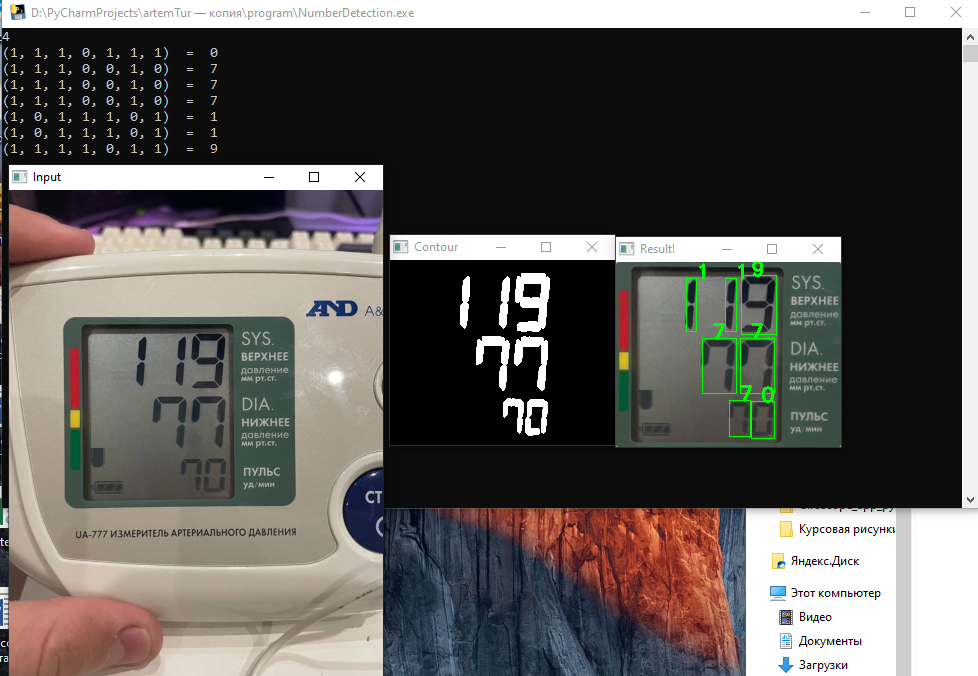 D:\PyCharmProjects\artemTur — копия\program\NumberDetection.exe
4
(1, 1, 1, 0, 1, 1, 1) = 0
(1, 1, 1, 0, 0, 1, 0) = 7
(1, 1, 1, 0, 0, 1, 0) = 7
(1, 1, 1, 0, 0, 1, 0) = 7
(1, 0, 1, 1, 1, 0, 1) = 1
(1, 0, 1, 1, 1, 0, 1) = 1
(1, 1, 1, 1, 0, 1, 1) = 9
Input
AND A&
119
SYS.
ВЕРХНЕЕ
давление
мм рт.ст.
77
DIA.
НИЖНЕЕ
давление
мм рт.ст.
70
ПУЛЬС
уд/мин
СТ
UA-777 ИЗМЕРИТЕЛЬ АРТЕРИАЛЬНОГО ДАВЛЕНИЯ
Contour
119
77
70
Result!
1 1 9
119
SYS.
ВЕРХНЕЕ
давление
мм рт.ст.
7 7
77
DIA.
НИЖНЕЕ
давление
мм рт.ст.
7 0
70
ПУЛЬС
уд/мин
Курсовая рисунки
Яндекс.Диск
Этот компьютер
Видео
Документы
Загрузки